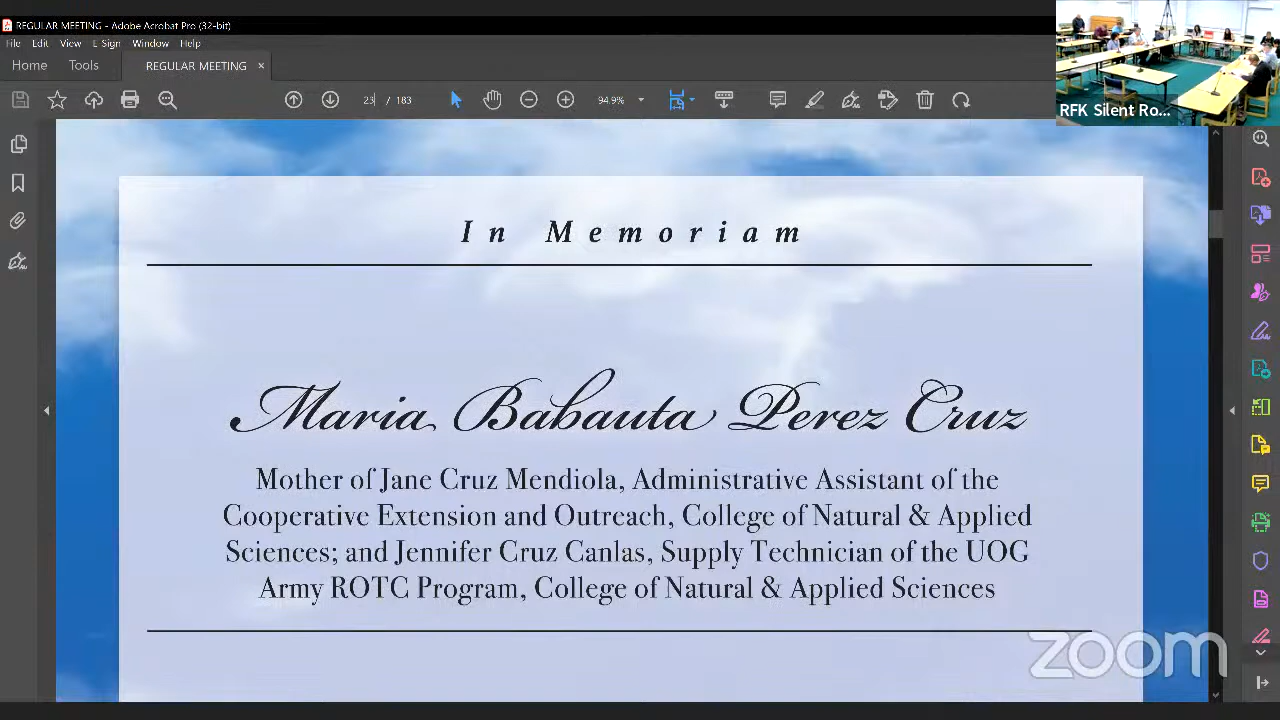 REGULAR MEETING - Adobe Acrobat Pro (32-bit)
File Edit View E-Sign Window Help
Home Tools REGULAR MEETING ×
23 / 183 94.9%
RFK Silent Ro...
In Memoriam
Maria Babauta Perez Cruz
Mother of Jane Cruz Mendiola, Administrative Assistant of the
Cooperative Extension and Outreach, College of Natural & Applied
Sciences; and Jennifer Cruz Canlas, Supply Technician of the UOG
Army ROTC Program, College of Natural & Applied Sciences
zoom